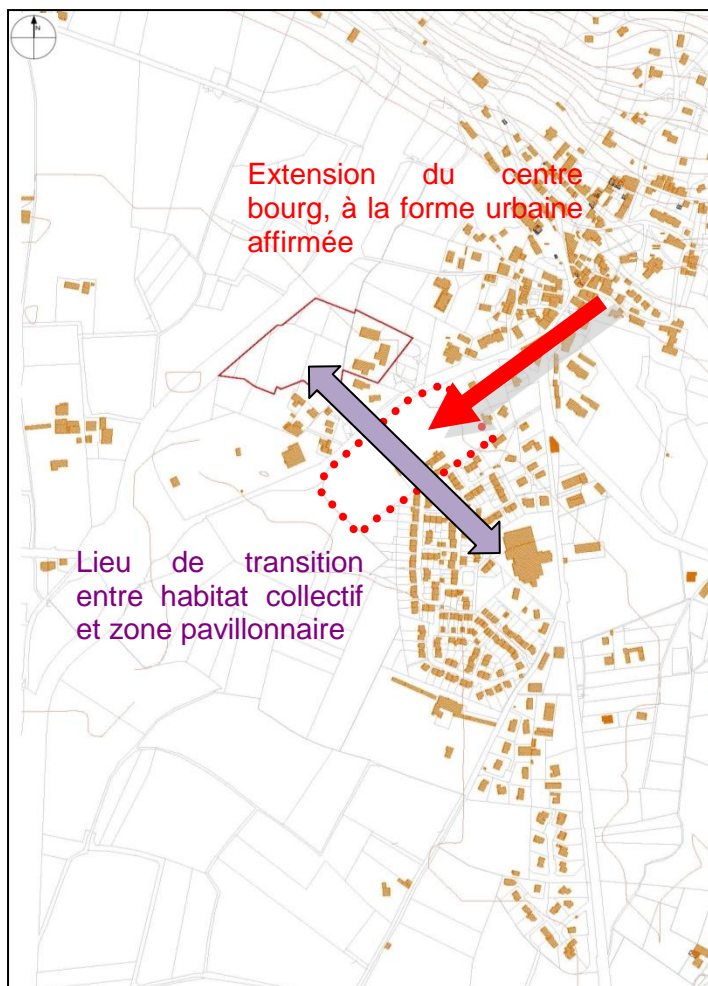 N
Extension du centre
bourg, à la forme urbaine
affirmée
Lieu de transition
entre habitat collectif
et zone pavillonnaire